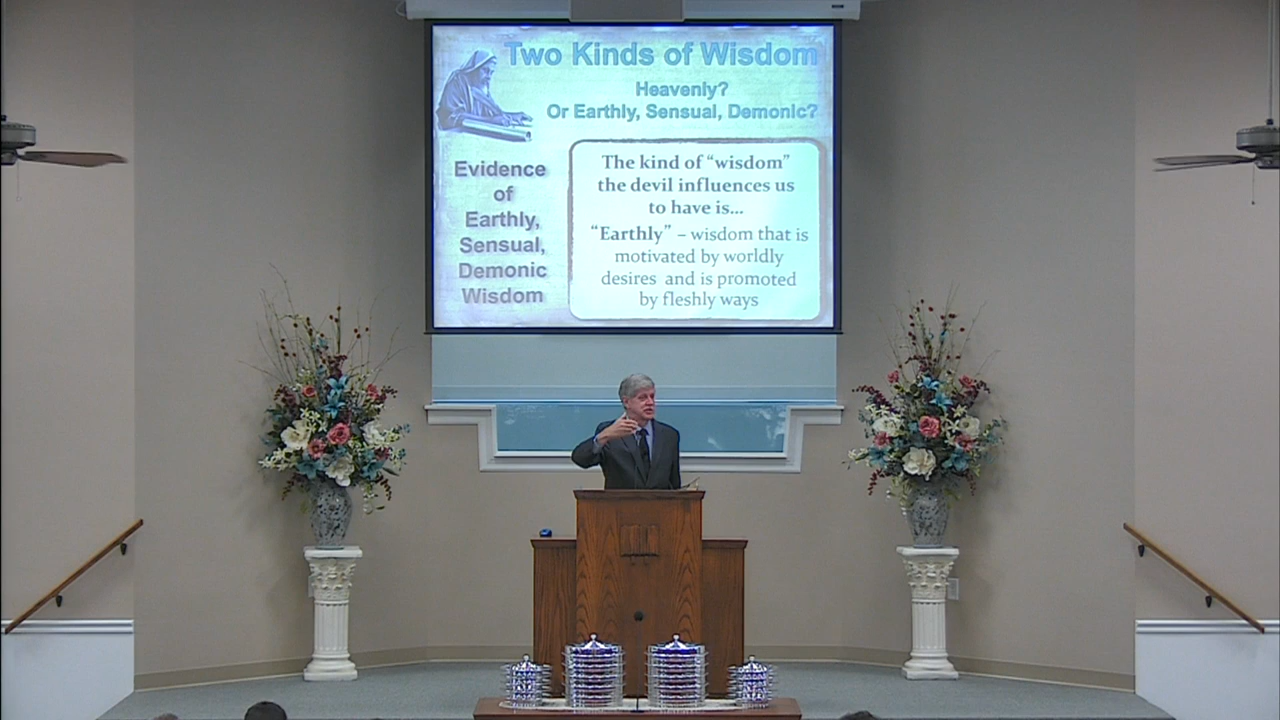 Two Kinds of Wisdom
Heavenly?
Or Earthly, Sensual, Demonic?
Evidence
of
Earthly,
Sensual,
Demonic
Wisdom
The kind of “wisdom”
the devil influences us
to have is...
“Earthly” – wisdom that is
motivated by worldly
desires and is promoted
by fleshly ways